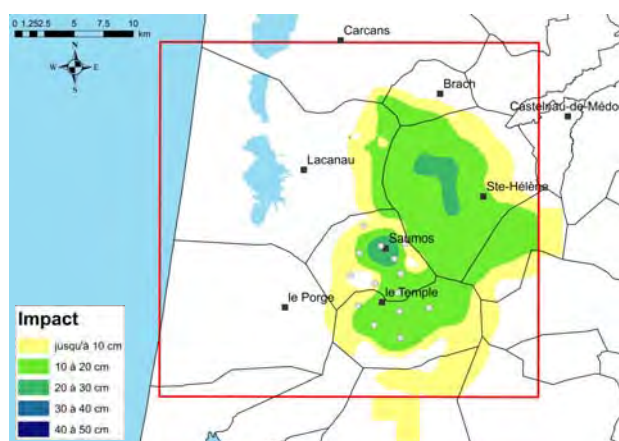 0 1.252.5 5 7.5 10
km
N
W E
S
Carcans
Brach
Castelnau-de-Médo
Lacanau
Ste-Hélène
Saumos
le Porge
le Temple
Impact
jusqu'à 10 cm
10 à 20 cm
20 à 30 cm
30 à 40 cm
40 à 50 cm